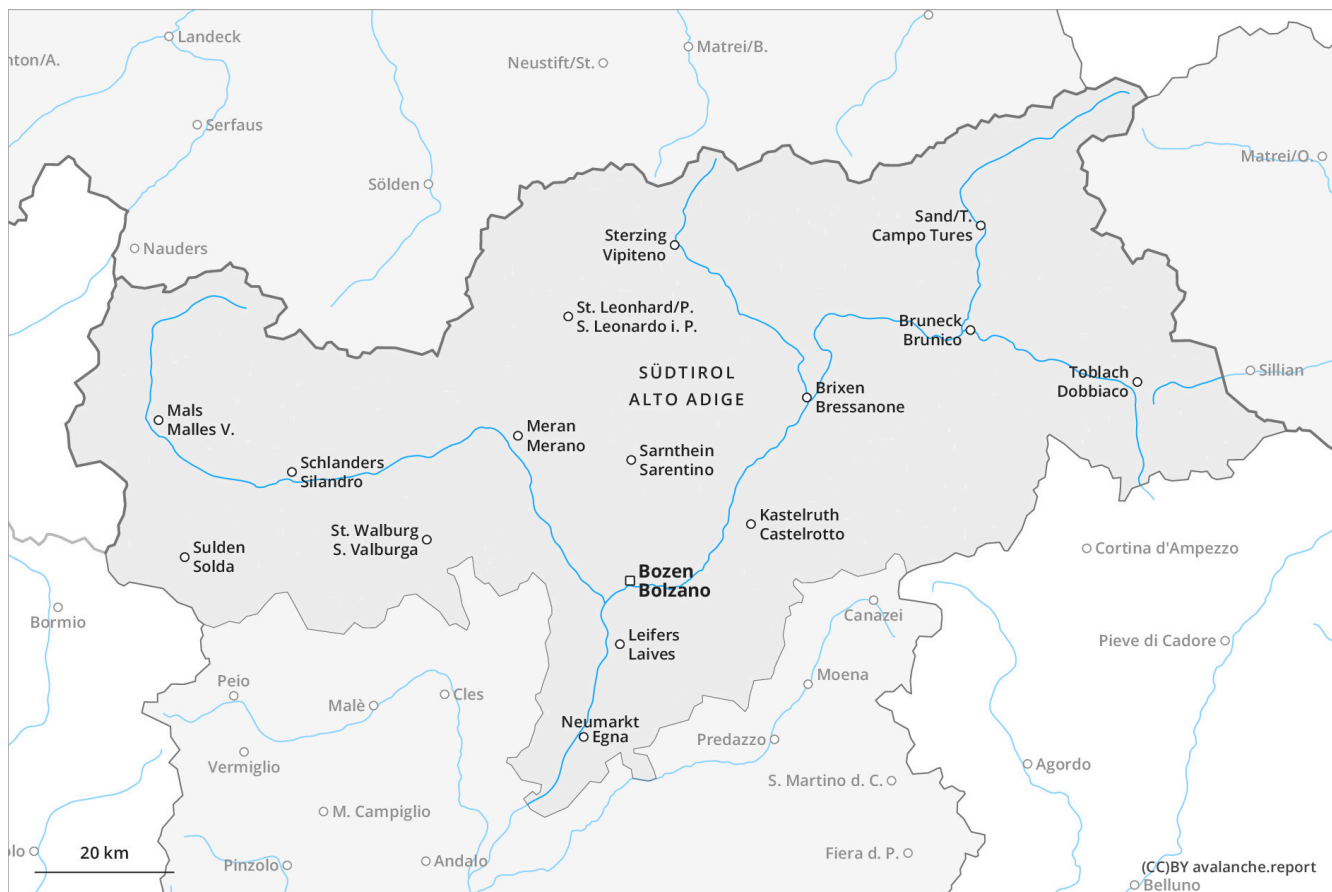 Landeck
nton/A.
Neustift/St.
Matrei/B.
Serfaus
Matrei/O.
Sölden
Nauders
Sterzing
Vipiteno
Sand/T.
Campo Tures
St. Leonhard/P.
S. Leonardo i. P.
Bruneck
Brunico
SÜDTIROL
ALTO ADIGE
Toblach
Dobbiaco
Sillian
Brixen
Bressanone
Mals
Malles V.
Meran
Merano
Sarnthein
Sarentino
Schlanders
Silandro
Kastelruth
Castelrotto
St. Walburg
S. Valburga
Sulden
Solda
Cortina d'Ampezzo
Bozen
Bolzano
Bormio
Canazei
Leifers
Laives
Pieve di Cadore
Peio
Malè
Cles
Moena
Neumarkt
Egna
Predazzo
Vermiglio
Agordo
S. Martino d. C.
M. Campiglio
olo
20 km
Pinzolo
Andalo
Fiera d. P.
(CC)BY avalanche.report
Belluno